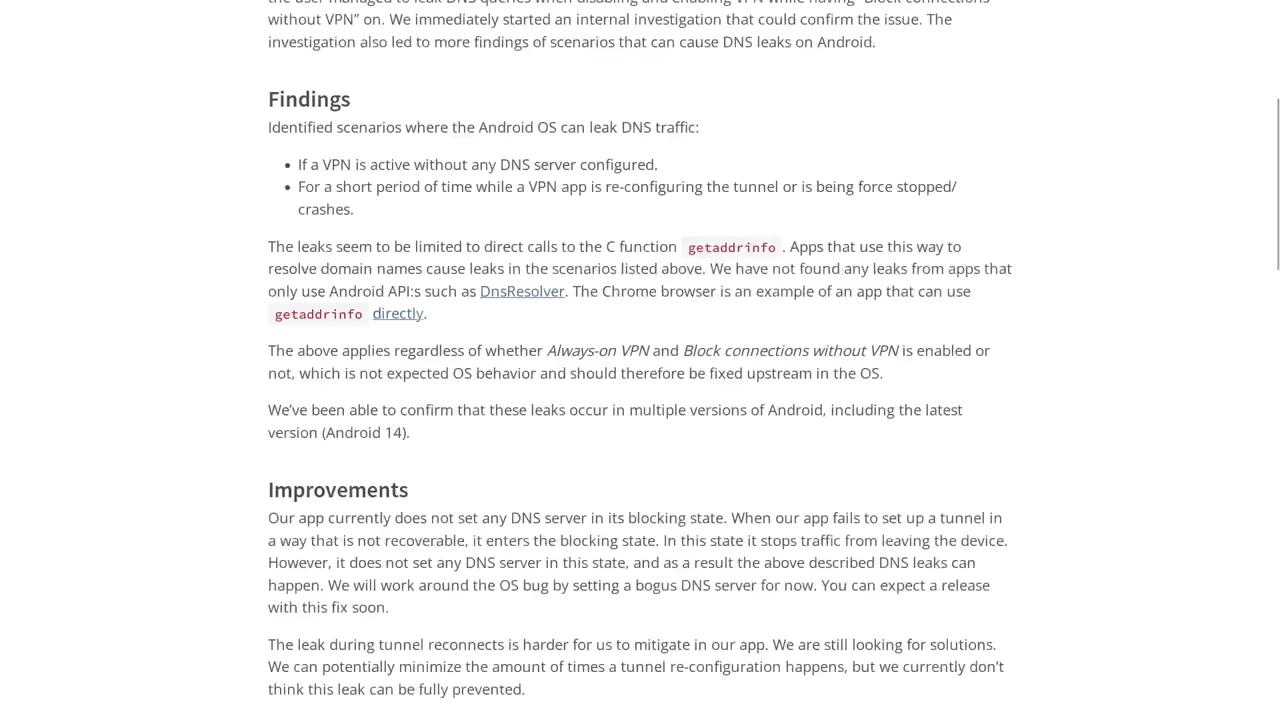 the user managed to leak DNS queries when disabling and enabling VPN while having "Block connections
without VPN” on. We immediately started an internal investigation that could confirm the issue. The
investigation also led to more findings of scenarios that can cause DNS leaks on Android.
Findings
Identified scenarios where the Android OS can leak DNS traffic:
• If a VPN is active without any DNS server configured.
• For a short period of time while a VPN app is re-configuring the tunnel or is being force stopped/
crashes.
The leaks seem to be limited to direct calls to the C function getaddrinfo . Apps that use this way to
resolve domain names cause leaks in the scenarios listed above. We have not found any leaks from apps that
only use Android API:s such as DnsResolver. The Chrome browser is an example of an app that can use
getaddrinfo directly.
The above applies regardless of whether Always-on VPN and Block connections without VPN is enabled or
not, which is not expected OS behavior and should therefore be fixed upstream in the OS.
We’ve been able to confirm that these leaks occur in multiple versions of Android, including the latest
version (Android 14).
Improvements
Our app currently does not set any DNS server in its blocking state. When our app fails to set up a tunnel in
a way that is not recoverable, it enters the blocking state. In this state it stops traffic from leaving the device.
However, it does not set any DNS server in this state, and as a result the above described DNS leaks can
happen. We will work around the OS bug by setting a bogus DNS server for now. You can expect a release
with this fix soon.
The leak during tunnel reconnects is harder for us to mitigate in our app. We are still looking for solutions.
We can potentially minimize the amount of times a tunnel re-configuration happens, but we currently don’t
think this leak can be fully prevented.